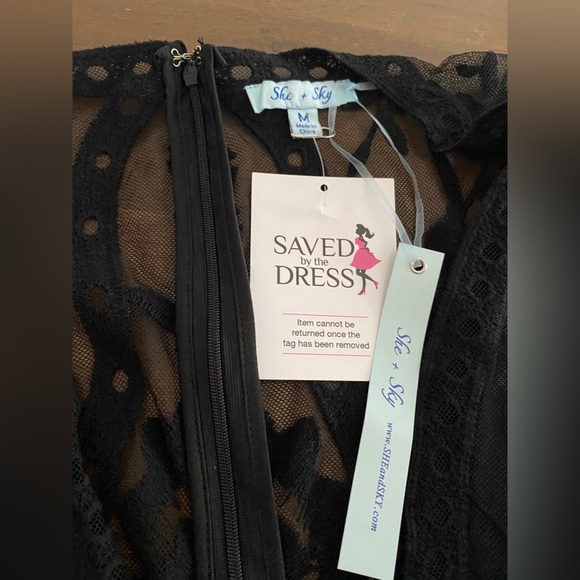 She + Sky
M
Made in
China
SAVED
by the
DRESS
Item cannot be
returned once the
tag has been removed
She + Sky www.SHEandSKY.com